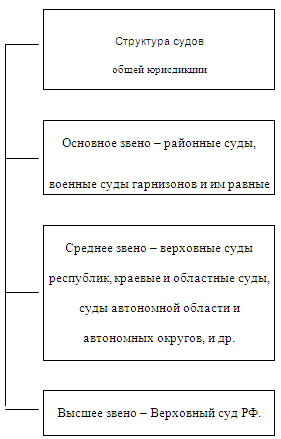 Структура судов
общей юрисдикции
Основное звено – районные суды,
военные суды гарнизонов и им равные
Среднее звено – верховные суды
республик, краевые и областные суды,
суды автономной области и
автономных округов, и др.
Высшее звено – Верховный суд РФ.